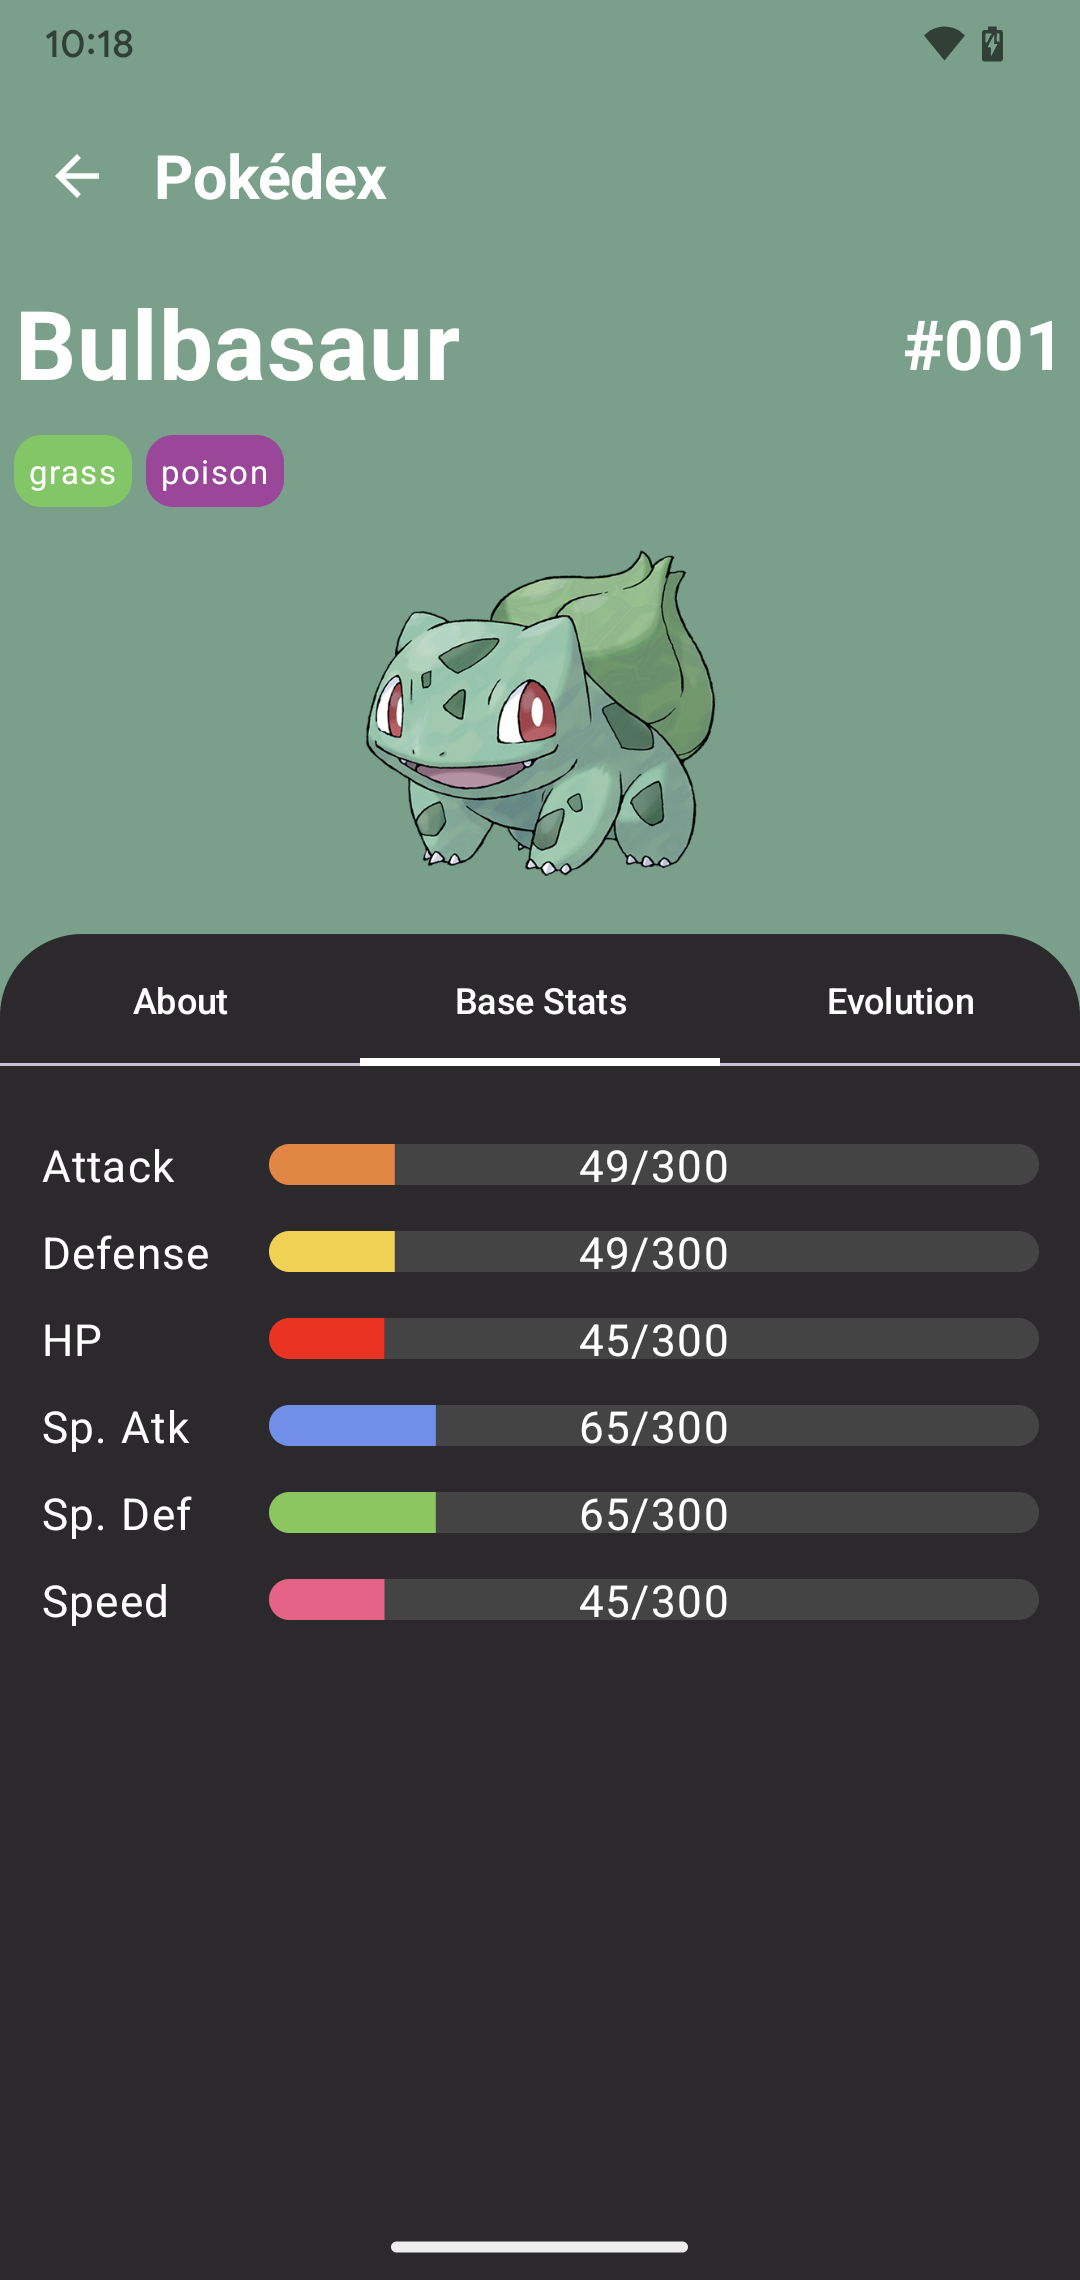 10:18
Pokédex
Bulbasaur #001
grass poison
About Base Stats Evolution
Attack 49/300
Defense 49/300
HP 45/300
Sp. Atk 65/300
Sp. Def 65/300
Speed 45/300